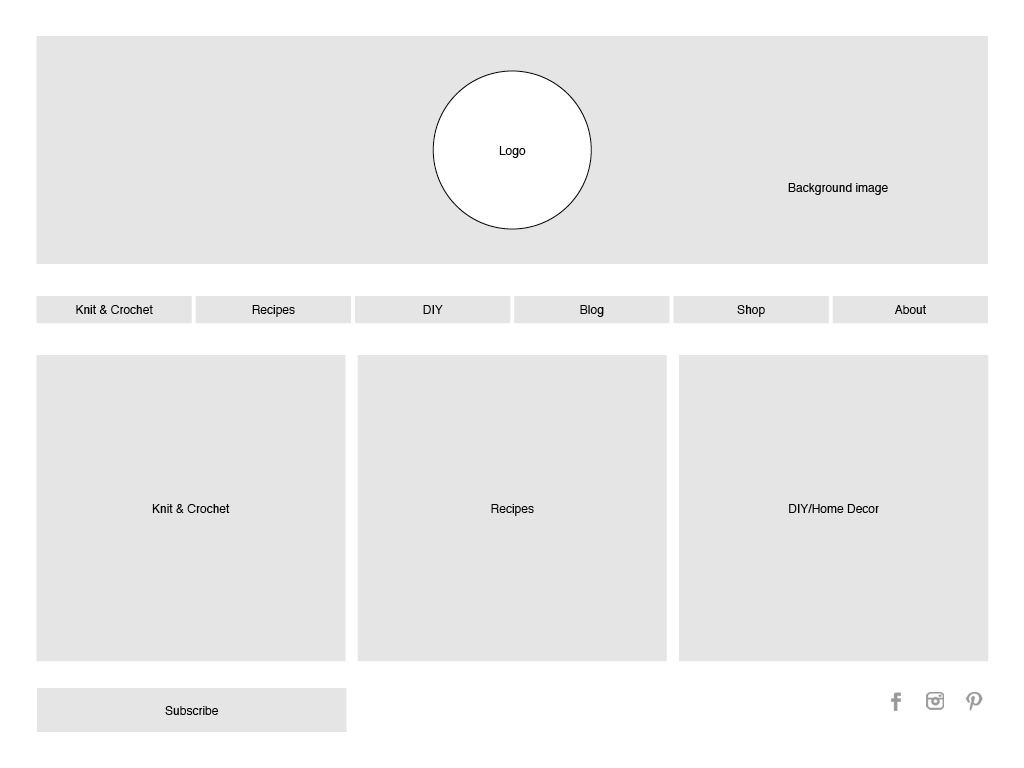 Logo
Background image
Knit & Crochet
Recipes
DIY
Blog
Shop
About
Knit & Crochet
Recipes
DIY/Home Decor
Subscribe